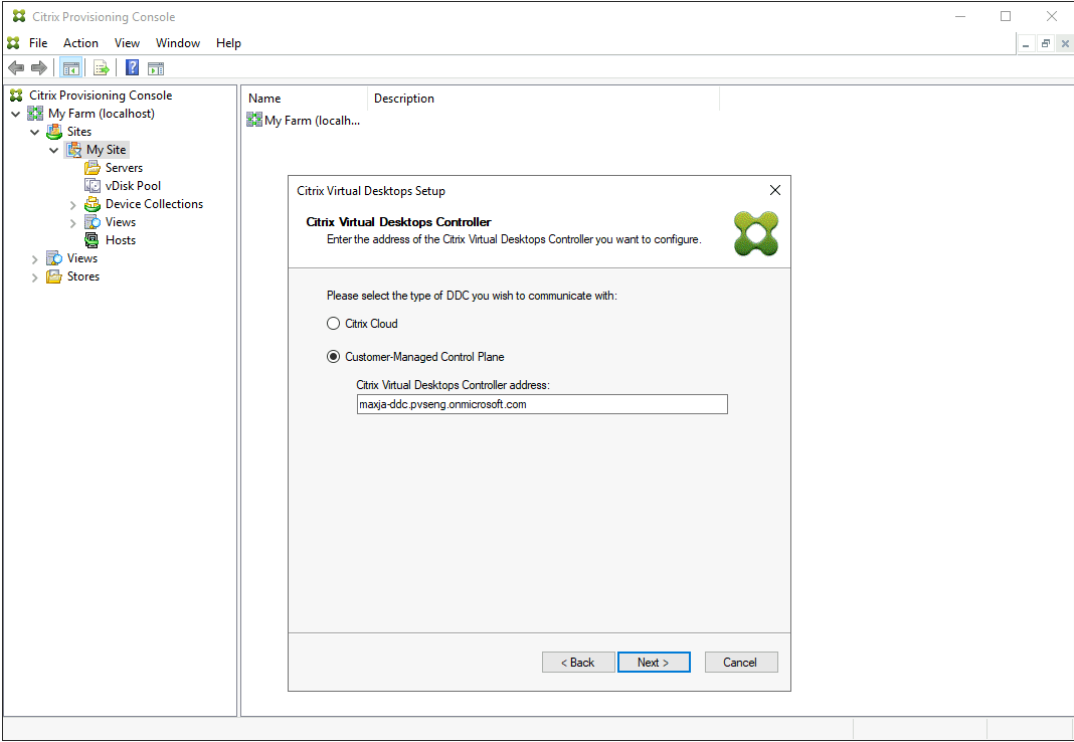 Citrix Provisioning Console
File Action View Window Help
Citrix Provisioning Console
My Farm (localhost)
Sites
My Site
Servers
vDisk Pool
Device Collections
Views
Hosts
Views
Stores
Name Description
My Farm (localh...
Citrix Virtual Desktops Setup
Citrix Virtual Desktops Controller
Enter the address of the Citrix Virtual Desktops Controller you want to configure.
Please select the type of DDC you wish to communicate with:
Citrix Cloud
Customer-Managed Control Plane
Citrix Virtual Desktops Controller address:
maxja-ddc.pvseng.onmicrosoft.com
< Back Next > Cancel